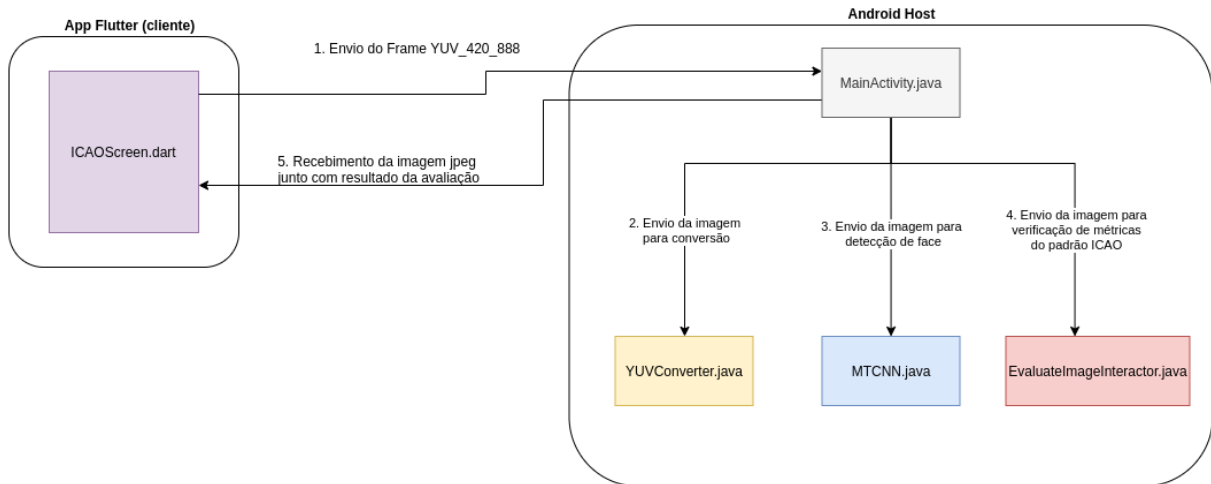 App Flutter (cliente)
Android Host
1. Envio do Frame YUV_420_888
MainActivity.java
ICAOScreen.dart
5. Recebimento da imagem jpeg
junto com resultado da avaliação
2. Envio da imagem
para conversão
3. Envio da imagem para
detecção de face
4. Envio da imagem para
verificação de métricas
do padrão ICAO
YUVConverter.java
MTCNN.java
EvaluateImageInteractor.java